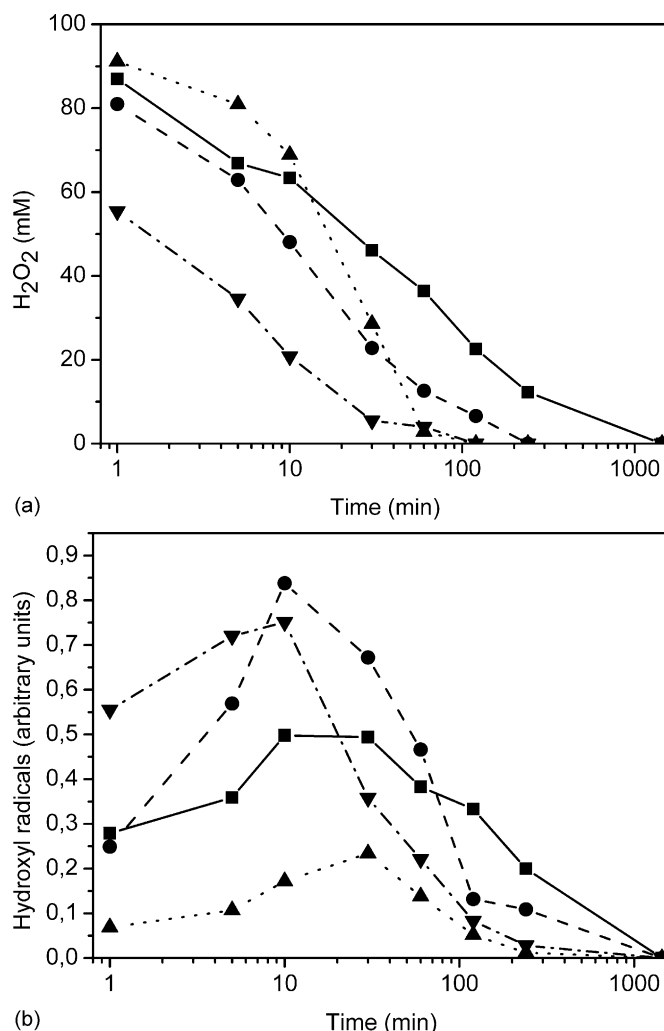 100
80
60
40
20
0
H₂O₂ (mM)
1 10 100 1000
(a) Time (min)
0,9
0,8
0,7
0,6
0,5
0,4
0,3
0,2
0,1
0,0
Hydroxyl radicals (arbitrary units)
1 10 100 1000
(b) Time (min)